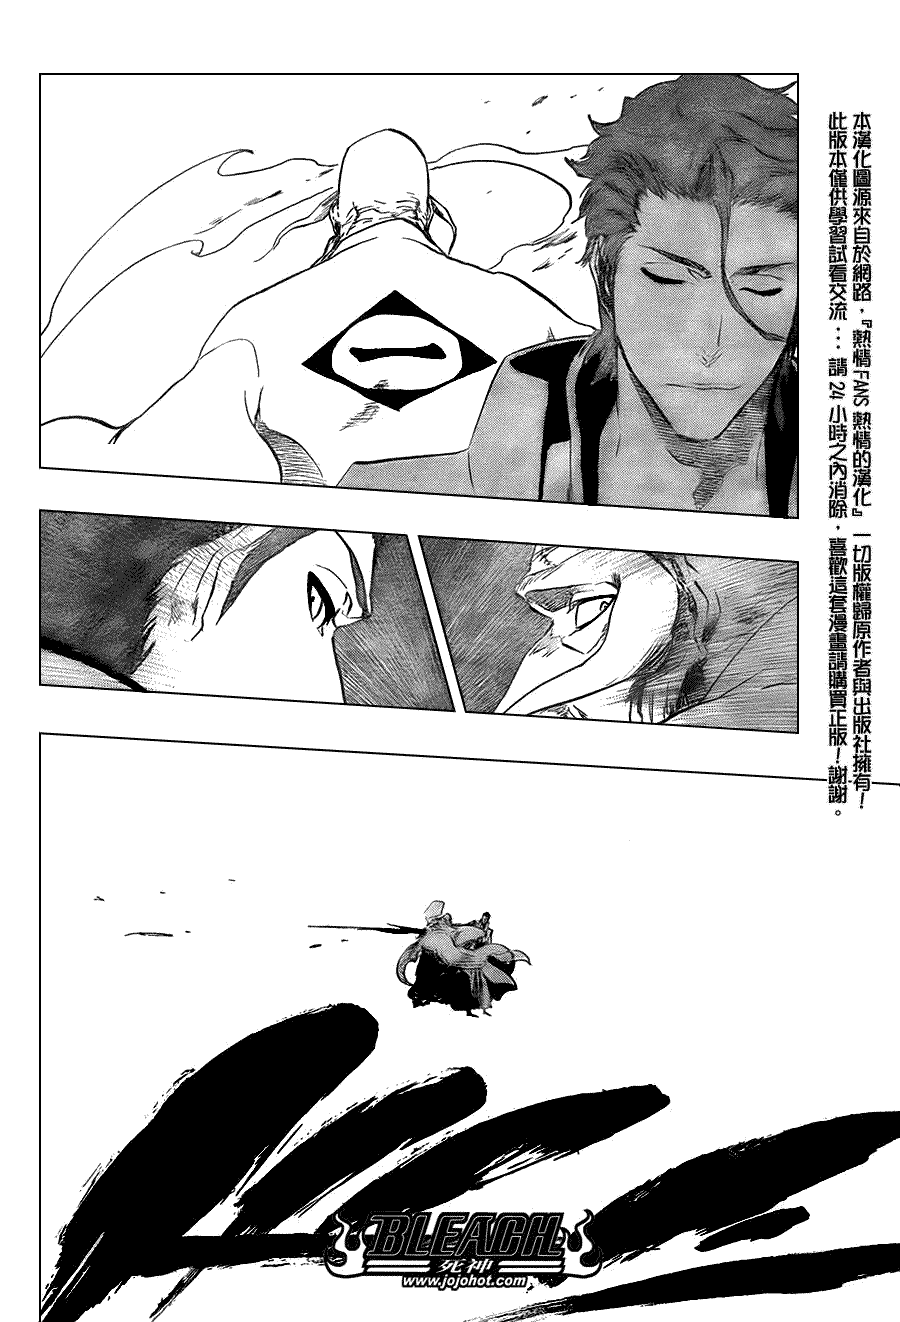 本漢化圖源來自於網路，『熱情FANS熱情的漢化』一切版權歸原作者與出版社擁有！
此版本僅供學習試看交流...請24小時之內消除，喜歡這套漫畫請購買正版！謝謝。
一
BLEACH
死神
www.jojohot.com